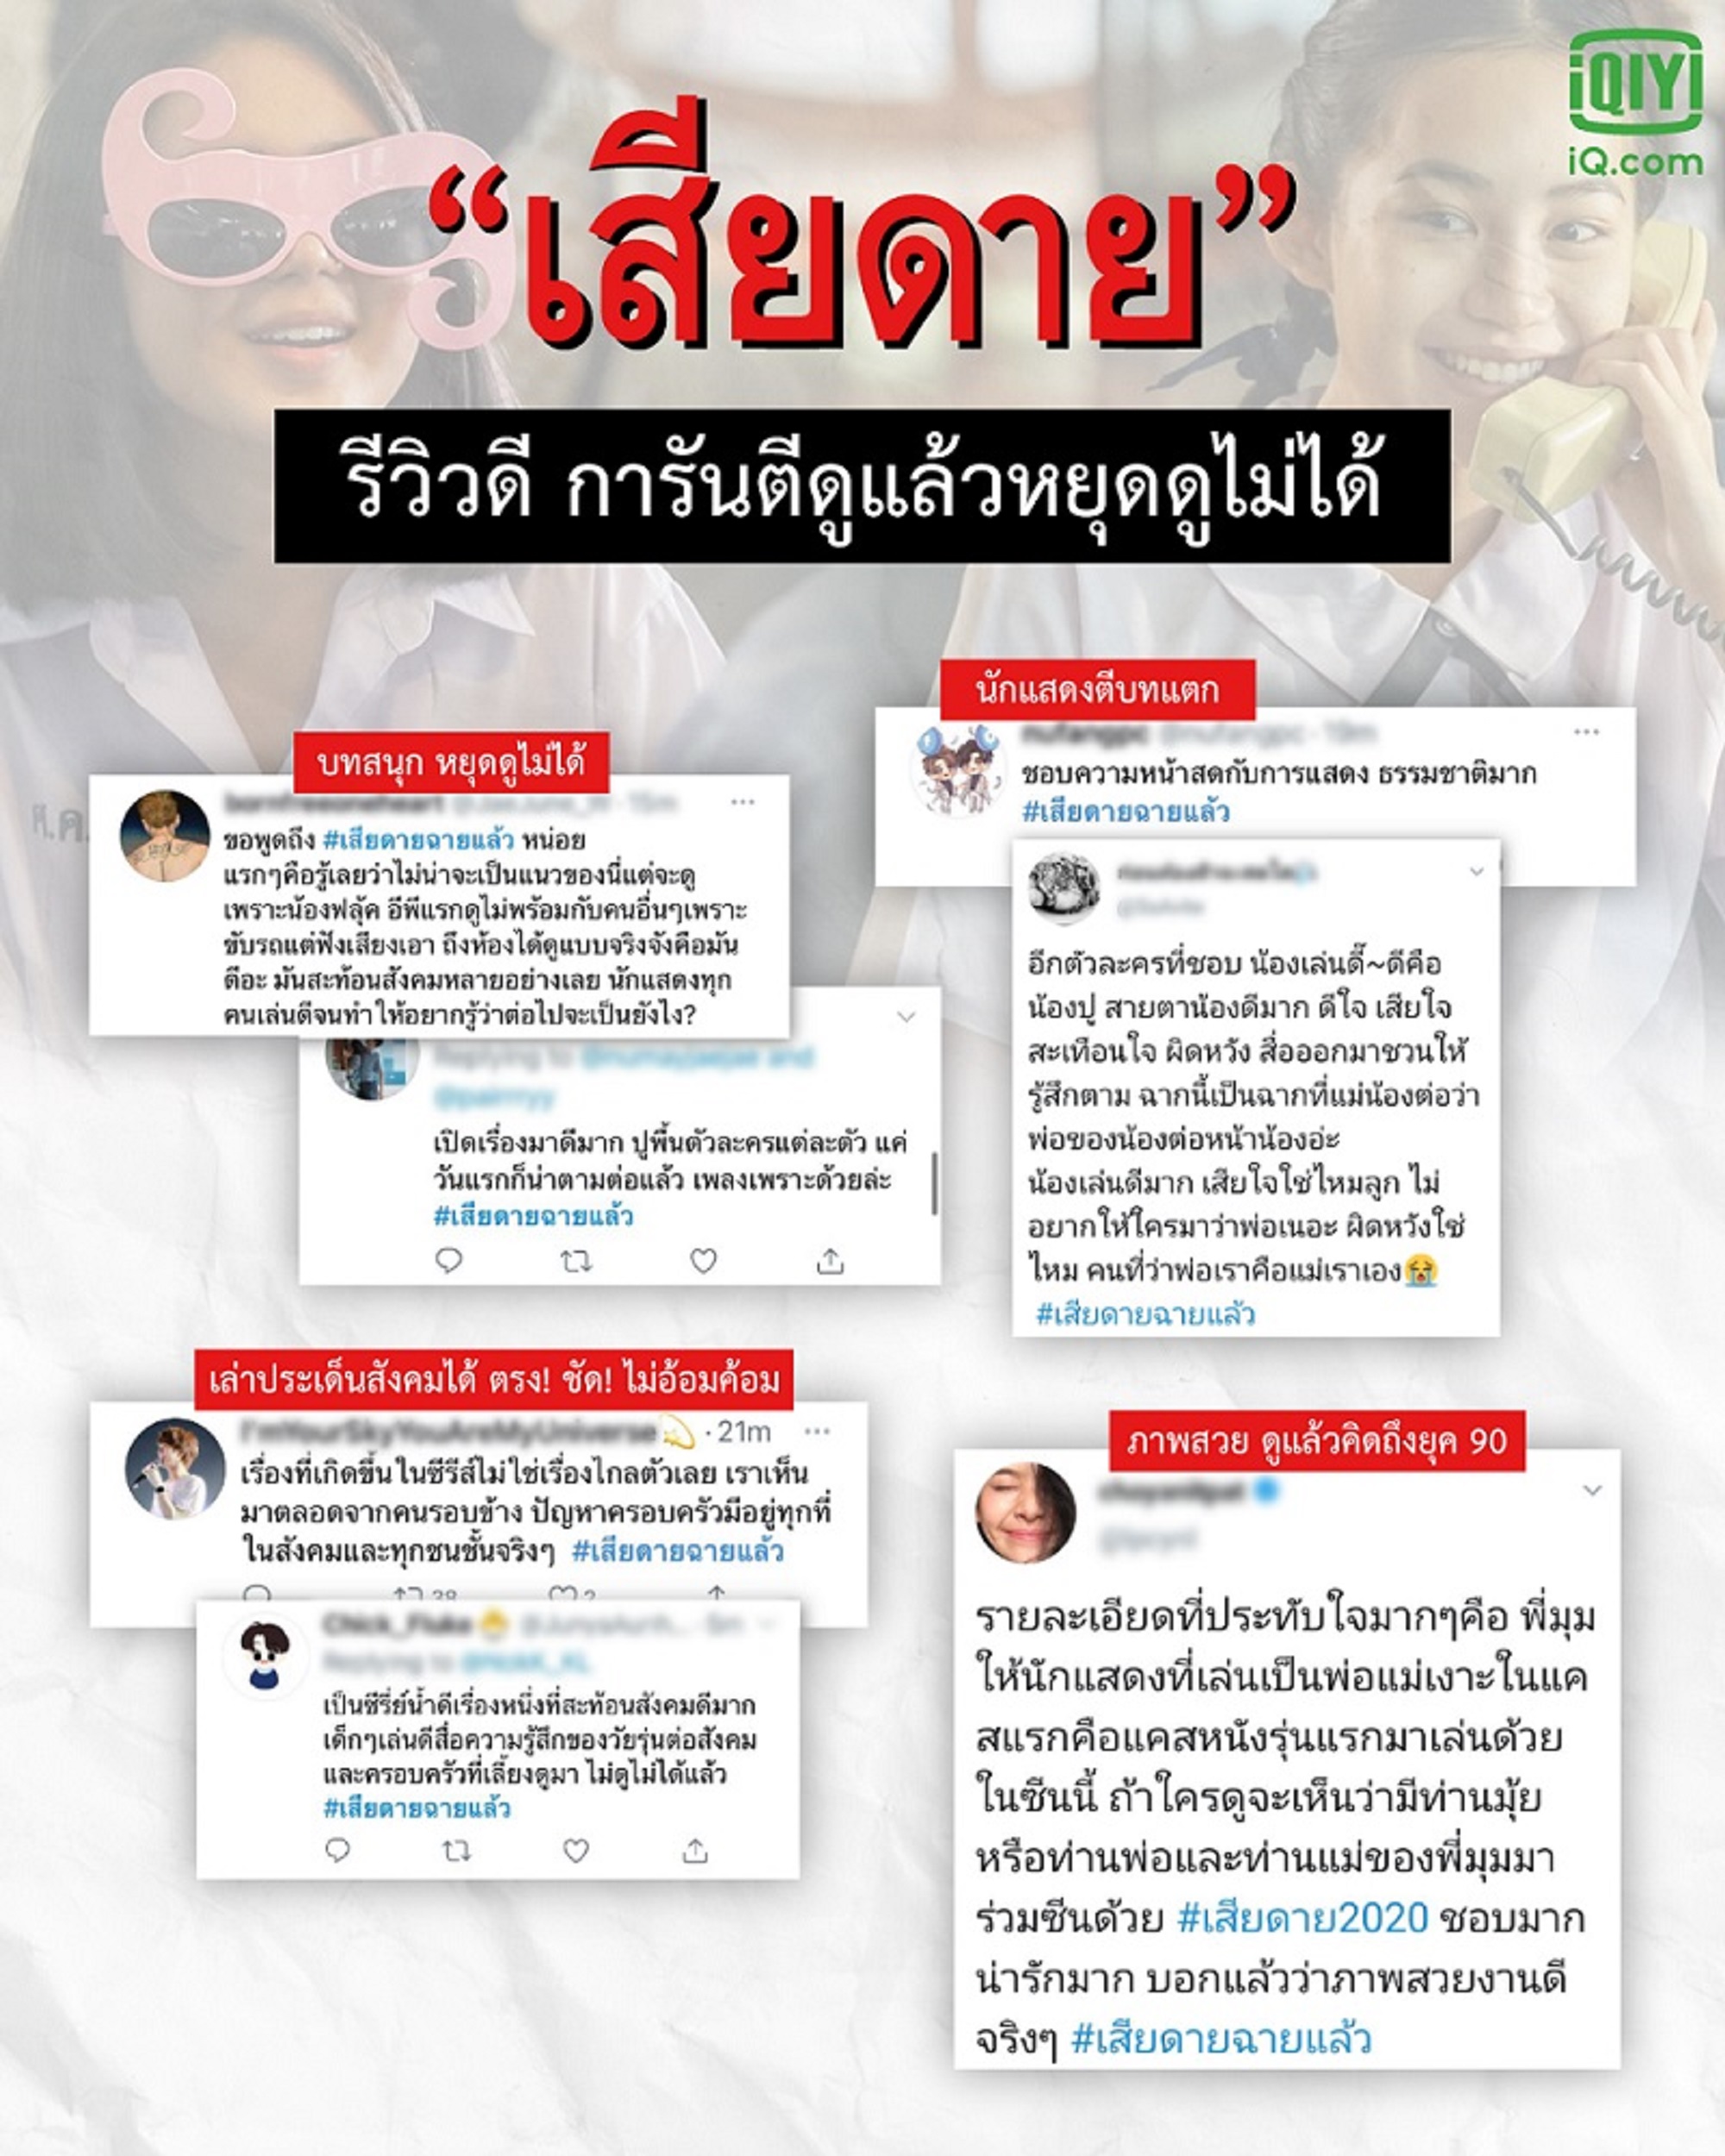 iQIYI
iQ.com
“เสียดาย”
รีวิวดี การันตีดูแล้วหยุดดูไม่ได้
บทสนุก หยุดดูไม่ได้
ขอพูดถึง #เสียดายฉายแล้ว หน่อย
แรกๆคือรู้เลยว่าไม่น่าจะเป็นแนวของนี่แต่จะดู
เพราะน้องฟลุ้ค อีพีแรกดูไม่พร้อมกับคนอื่นๆเพราะ
ขับรถแต่ฟังเสียงเอา ถึงห้องได้ดูแบบจริงจังคือมัน
ดีอะ มันสะท้อนสังคมหลายอย่างเลย นักแสดงทุก
คนเล่นดีจนทำให้อยากรู้ว่าต่อไปจะเป็นยังไง?
Replying to
เปิดเรื่องมาดีมาก ปูพื้นตัวละครแต่ละตัว แค่
วันแรกก็น่าตามต่อแล้ว เพลงเพราะด้วยล่ะ
#เสียดายฉายแล้ว
นักแสดงตีบทแตก
ชอบความหน้าสดกับการแสดง ธรรมชาติมาก
#เสียดายฉายแล้ว
อีกตัวละครที่ชอบ น้องเล่นดี๊~ดีคือ
น้องปู สายตาน้องดีมาก ดีใจ เสียใจ
สะเทือนใจ ผิดหวัง สื่อออกมาชวนให้
รู้สึกตาม ฉากนี้เป็นฉากที่แม่น้องต่อว่า
พ่อของน้องต่อหน้าน้องอ่ะ
น้องเล่นดีมาก เสียใจใช่ไหมลูก ไม่
อยากให้ใครมาว่าพ่อเนอะ ผิดหวังใช่
ไหม คนที่ว่าพ่อเราคือแม่เราเอง😭
#เสียดายฉายแล้ว
เล่าประเด็นสังคมได้ ตรง! ชัด! ไม่อ้อมค้อม
I'mYourSkyYouAreMyUniverse💫 · 21m
เรื่องที่เกิดขึ้นในซีรีส์ไม่ใช่เรื่องไกลตัวเลย เราเห็น
มาตลอดจากคนรอบข้าง ปัญหาครอบครัวมีอยู่ทุกที่
ในสังคมและทุกชนชั้นจริงๆ #เสียดายฉายแล้ว
Replying to
เป็นซีรี่ย์น้ำดีเรื่องหนึ่งที่สะท้อนสังคมดีมาก
เด็กๆเล่นดีสื่อความรู้สึกของวัยรุ่นต่อสังคม
และครอบครัวที่เลี้ยงดูมา ไม่ดูไม่ได้แล้ว
#เสียดายฉายแล้ว
ภาพสวย ดูแล้วคิดถึงยุค 90
รายละเอียดที่ประทับใจมากๆคือ พี่มุม
ให้นักแสดงที่เล่นเป็นพ่อแม่เงาะในแค
สแรกคือแคสหนังรุ่นแรกมาเล่นด้วย
ในซีนนี้ ถ้าใครดูจะเห็นว่ามีท่านมุ้ย
หรือท่านพ่อและท่านแม่ของพี่มุมมา
ร่วมซีนด้วย #เสียดาย2020 ชอบมาก
น่ารักมาก บอกแล้วว่าภาพสวยงานดี
จริงๆ #เสียดายฉายแล้ว